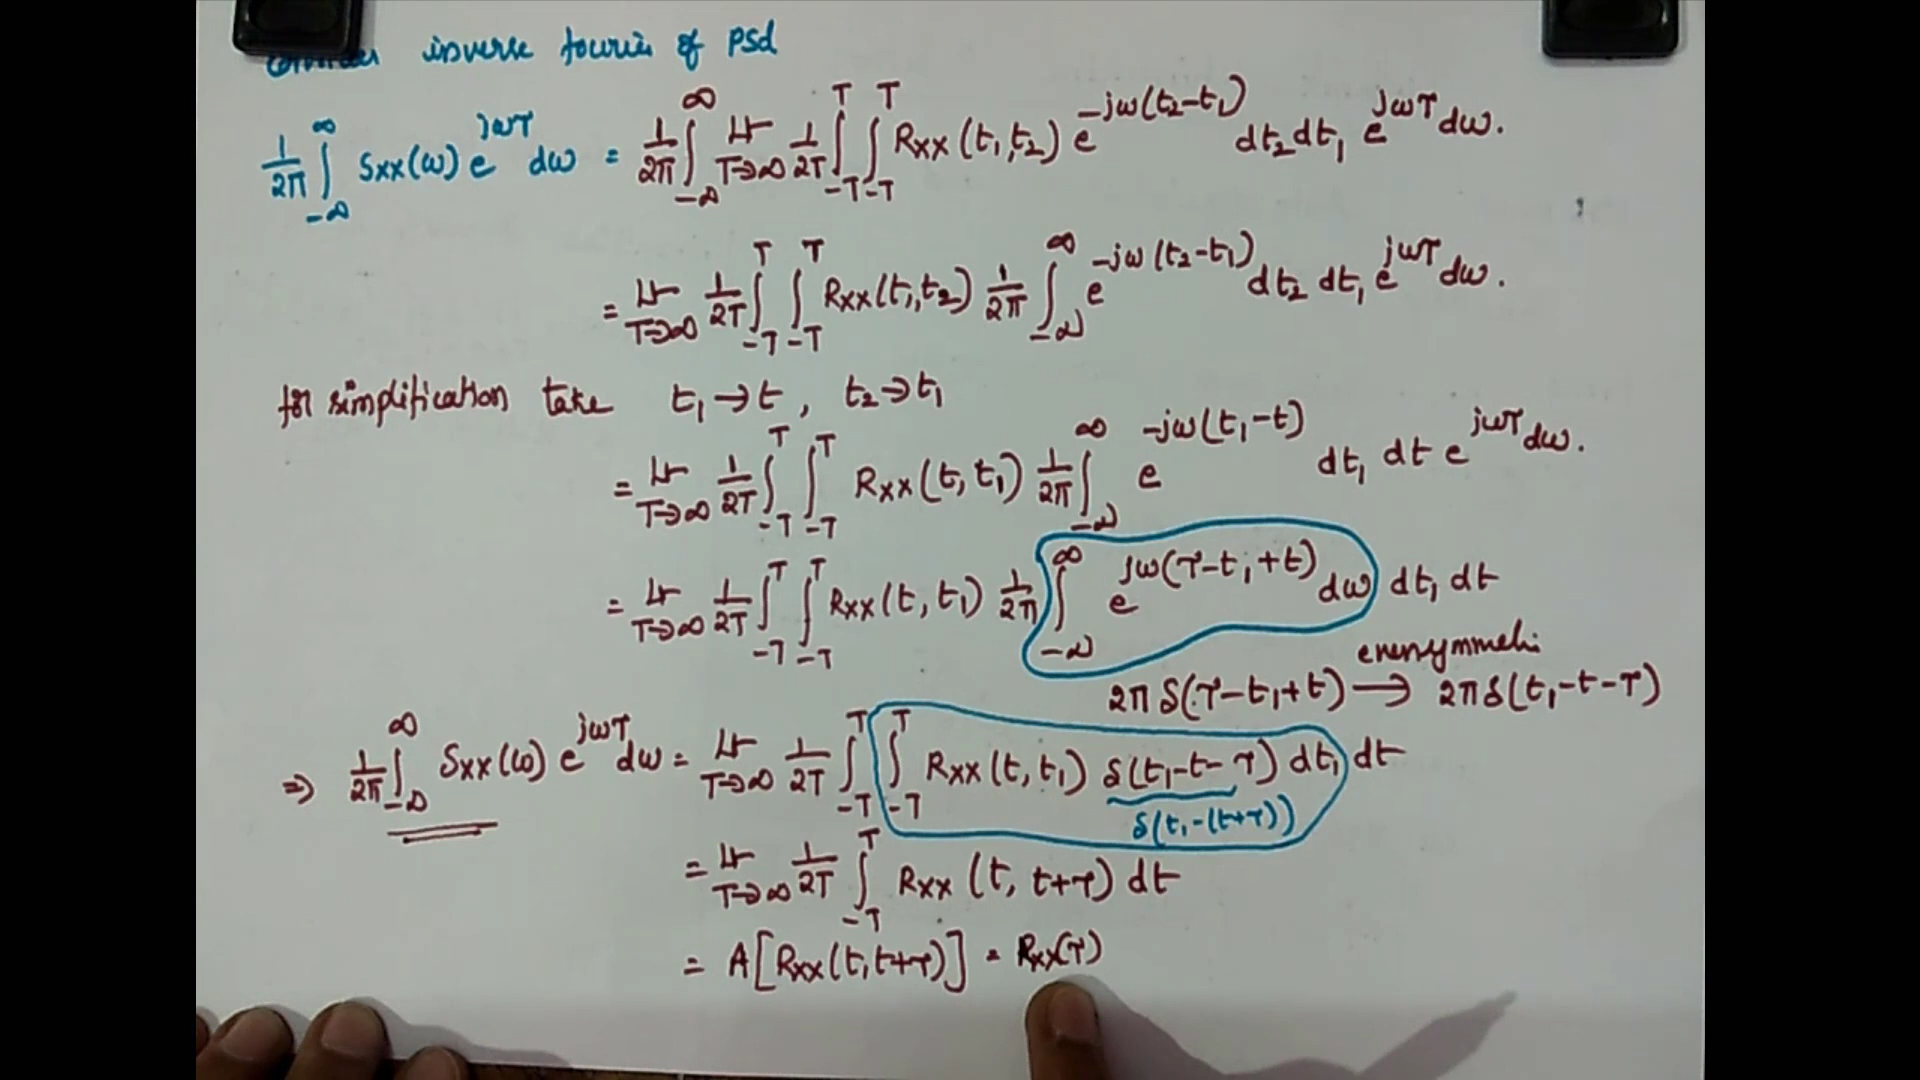 inverse fourier of psd
1/2π ∫_{-∞}^{∞} Sxx(ω) e^{jωτ} dω = 1/2π ∫_{-∞}^{∞} Lt_{T→∞} 1/2T ∫_{-T}^{T} ∫_{-T}^{T} Rxx(t₁,t₂) e^{-jω(t₂-t₁)} dt₂dt₁ e^{jωτ} dω.
= Lt_{T→∞} 1/2T ∫_{-T}^{T} ∫_{-T}^{T} Rxx(t₁,t₂) 1/2π ∫_{-∞}^{∞} e^{-jω(t₂-t₁)} dt₂ dt₁ e^{jωτ} dω.
for simplification take t₁→t, t₂→t₁
= Lt_{T→∞} 1/2T ∫_{-T}^{T} ∫_{-T}^{T} Rxx(t,t₁) 1/2π ∫_{-∞}^{∞} e^{-jω(t₁-t)} dt₁ dt e^{jωτ} dω.
= Lt_{T→∞} 1/2T ∫_{-T}^{T} ∫_{-T}^{T} Rxx(t,t₁) 1/2π ∫_{-∞}^{∞} e^{jω(τ-t₁+t)} dω dt₁ dt
2π δ(τ-t₁+t) → 2πδ(t₁-t-τ)
⇒ 1/2π ∫_{-∞}^{∞} Sxx(ω) e^{jωτ} dω = Lt_{T→∞} 1/2T ∫_{-T}^{T} ∫_{-T}^{T} Rxx(t,t₁) δ(t₁-t-τ) dt₁ dt
δ(t₁-(t+τ))
= Lt_{T→∞} 1/2T ∫_{-T}^{T} Rxx(t,t+τ) dt
= A[Rxx(t,t+τ)] = Rxx(τ)